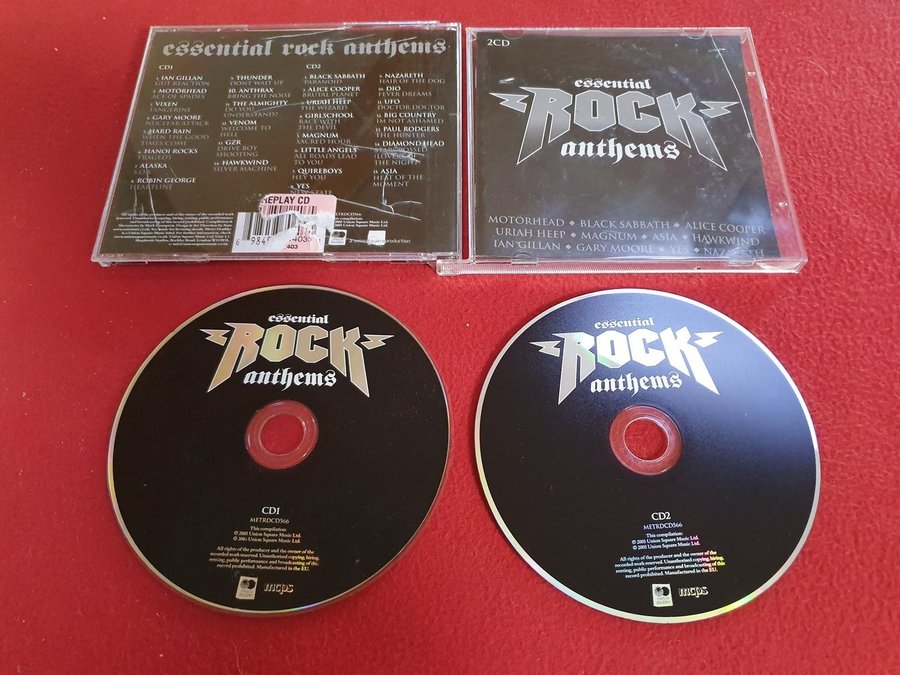 essential rock anthems
CD1
1. IAN GILLAN
GUT REACTION
2. MOTÖRHEAD
ACE OF SPADES
3. VIXEN
TANGERINE
4. GARY MOORE
NUCLEAR ATTACK
5. HARD RAIN
WHEN THE GOOD
TIMES COME
6. HANOI ROCKS
TRAGEDY
7. ALASKA
S.O.S
8. ROBIN GEORGE
HEARTLINE
9. THUNDER
DON'T WAIT UP
10. ANTHRAX
BRING THE NOISE
11. THE ALMIGHTY
DO YOU
UNDERSTAND?
12. VENOM
WELCOME TO
HELL
13. GZR
DRIVE BOY
SHOOTING
14. HAWKWIND
SILVER MACHINE
CD2
1. BLACK SABBATH
PARANOID
2. ALICE COOPER
BRUTAL PLANET
3. URIAH HEEP
THE WIZARD
4. GIRLSCHOOL
RACE WITH
THE DEVIL
5. MAGNUM
SACRED HOUR
6. LITTLE ANGELS
ALL ROADS LEAD TO
YOU
7. QUIREBOYS
HEY YOU
8. YES
9. NAZARETH
HAIR OF THE DOG
10. DIO
FEVER DREAMS
11. UFO
DOCTOR DOCTOR
12. BIG COUNTRY
IM NOT ASHAMED
13. PAUL RODGERS
THE HUNTER
14. DIAMOND HEAD
THE NIGHT
15. ASIA
HEAT OF THE
MOMENT
REPLAY CD
METRDCD566
2CD
essential
ROCK
anthems
MOTÖRHEAD • BLACK SABBATH • ALICE COOPER
URIAH HEEP • MAGNUM • ASIA • HAWKWIND
IAN GILLAN • GARY MOORE • YES • NAZARETH
essential
ROCK
anthems
CD1
METRDCD566
This compilation:
℗ 2005 Union Square Music Ltd.
© 2005 Union Square Music Ltd.
All rights of the producer and the owner of the
recorded work reserved. Unauthorised copying, hiring,
renting, public performance and broadcasting of this
record prohibited. Manufactured in the EU.
mcps
essential
ROCK
anthems
CD2
METRDCD566
This compilation:
℗ 2005 Union Square Music Ltd.
© 2005 Union Square Music Ltd.
All rights of the producer and the owner of the
recorded work reserved. Unauthorised copying, hiring,
renting, public performance and broadcasting of this
record prohibited. Manufactured in the EU.
mcps